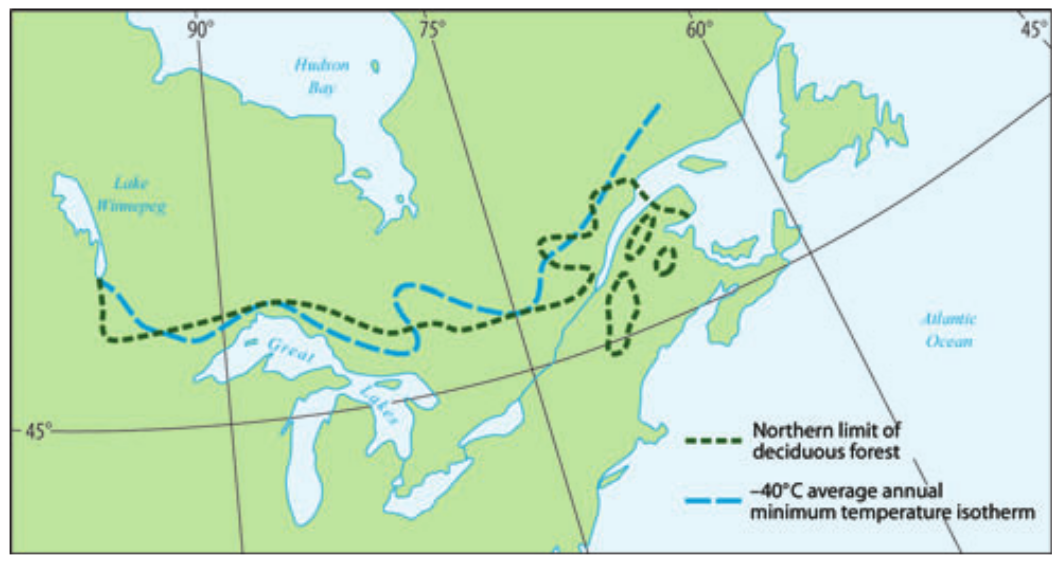 90°
75°
60°
45°
Hudson
Bay
Lake
Winnepeg
Great
Lakes
Atlantic
Ocean
45°
Northern limit of
deciduous forest
–40°C average annual
minimum temperature isotherm